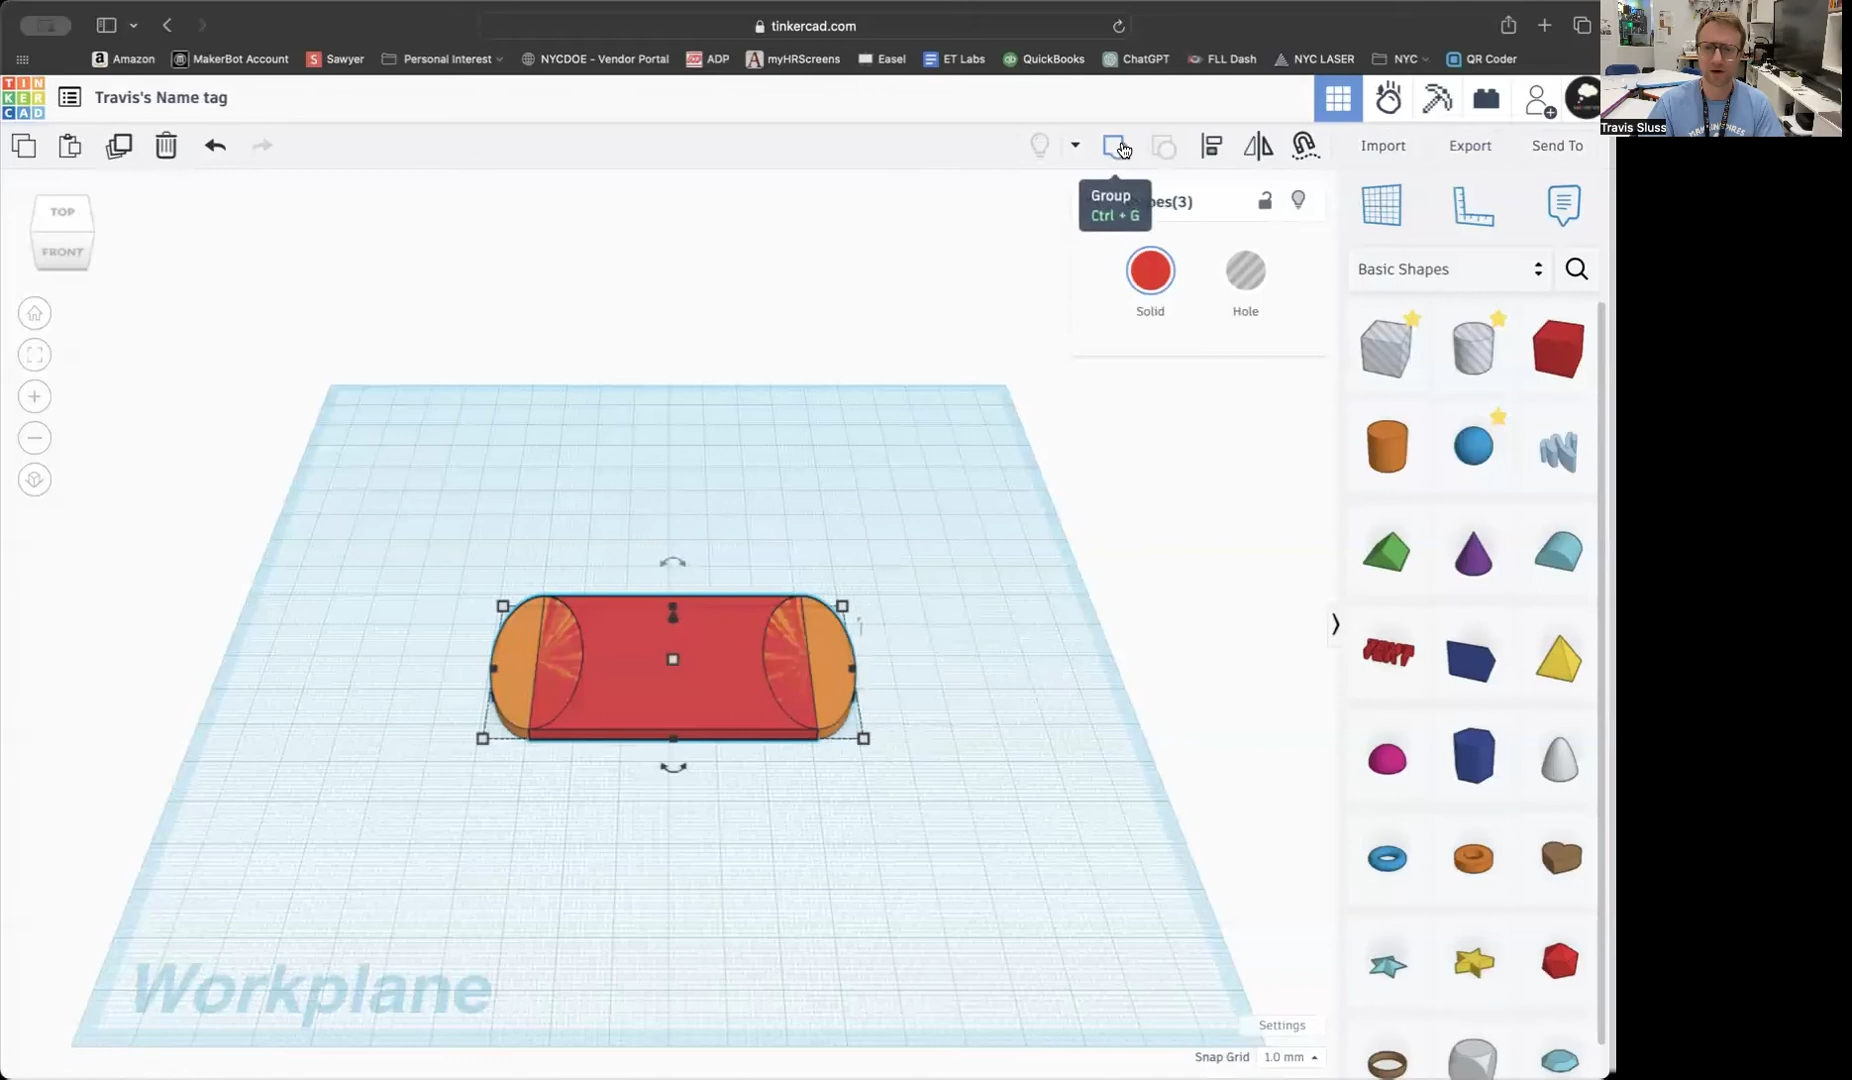 tinkercad.com
Amazon
MakerBot Account
Sawyer
Personal Interest
NYCDOE - Vendor Portal
ADP
myHRScreens
Easel
ET Labs
QuickBooks
ChatGPT
FLL Dash
NYC LASER
NYC
QR Coder
TIN
KER
CAD
Travis's Name tag
Travis Sluss
Import
Export
Send To
Group
Ctrl + G
pes(3)
TOP
FRONT
Solid
Hole
Basic Shapes
TEXT
Workplane
Settings
Snap Grid 1.0 mm